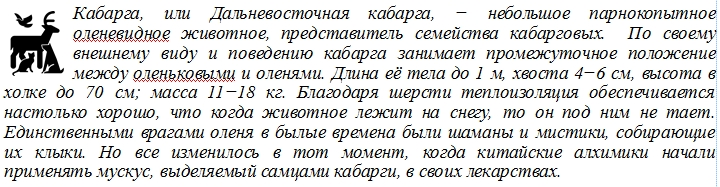 Кабарга, или Дальневосточная кабарга, – небольшое парнокопытное
оленевидное животное, представитель семейства кабарговых. По своему
внешнему виду и поведению кабарга занимает промежуточное положение
между оленьковыми и оленями. Длина её тела до 1 м, хвоста 4−6 см, высота в
холке до 70 см; масса 11−18 кг. Благодаря шерсти теплоизоляция обеспечивается
настолько хорошо, что когда животное лежит на снегу, то он под ним не тает.
Единственными врагами оленя в былые времена были шаманы и мистики, собирающие
их клыки. Но все изменилось в тот момент, когда китайские алхимики начали
применять мускус, выделяемый самцами кабарги, в своих лекарствах.